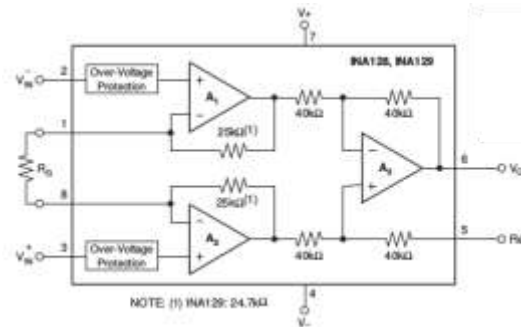 V+
7
INA128, INA129
V⁻IN
2
Over-Voltage
Protection
+
A1
−
40kΩ
40kΩ
1
25kΩ(1)
RG
−
A3
+
6
VO
8
25kΩ(1)
−
A2
+
5
V⁺IN
3
Over-Voltage
Protection
40kΩ
40kΩ
4
NOTE: (1) INA129: 24.7kΩ
V−